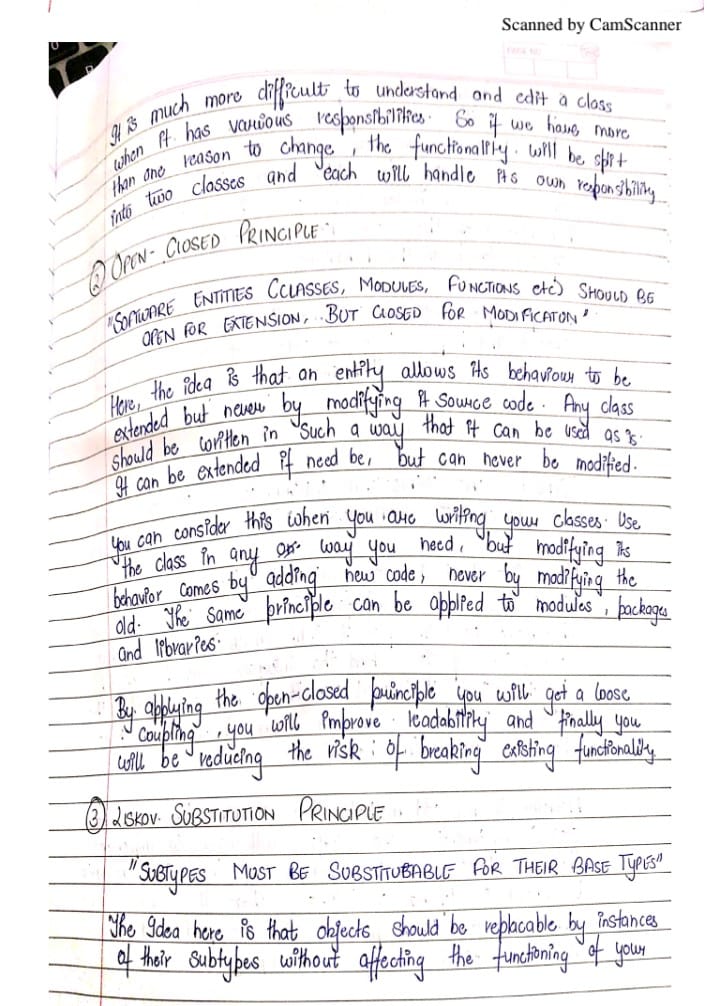 Scanned by CamScanner
It is much more difficult to understand and edit a class
when it has various responsibilities. So if we have more
than one reason to change, the functionality will be split
into two classes and each will handle its own responsibility
② OPEN-CLOSED PRINCIPLE
"SOFTWARE ENTITIES (CLASSES, MODULES, FUNCTIONS etc) SHOULD BE
OPEN FOR EXTENSION, BUT CLOSED FOR MODIFICATON"
Here, the idea is that an entity allows its behaviour to be
extended but never by modifying it source code. Any class
should be written in such a way that it can be used as is.
It can be extended if need be, but can never be modified.
You can consider this when you are writing your classes. Use
the class in any way you need, but modifying its
behavior comes by adding new code, never by modifying the
old. The same principle can be applied to modules, packages
and libraries.
By applying the open-closed principle you will get a loose
coupling, you will improve readability and finally you
will be reducing the risk of breaking existing functionality
③ LISKOV SUBSTITUTION PRINCIPLE
"SUBTYPES MUST BE SUBSTITUBABLE FOR THEIR BASE TYPES"
The Idea here is that objects should be replacable by instances
of their subtypes without affecting the functioning of your